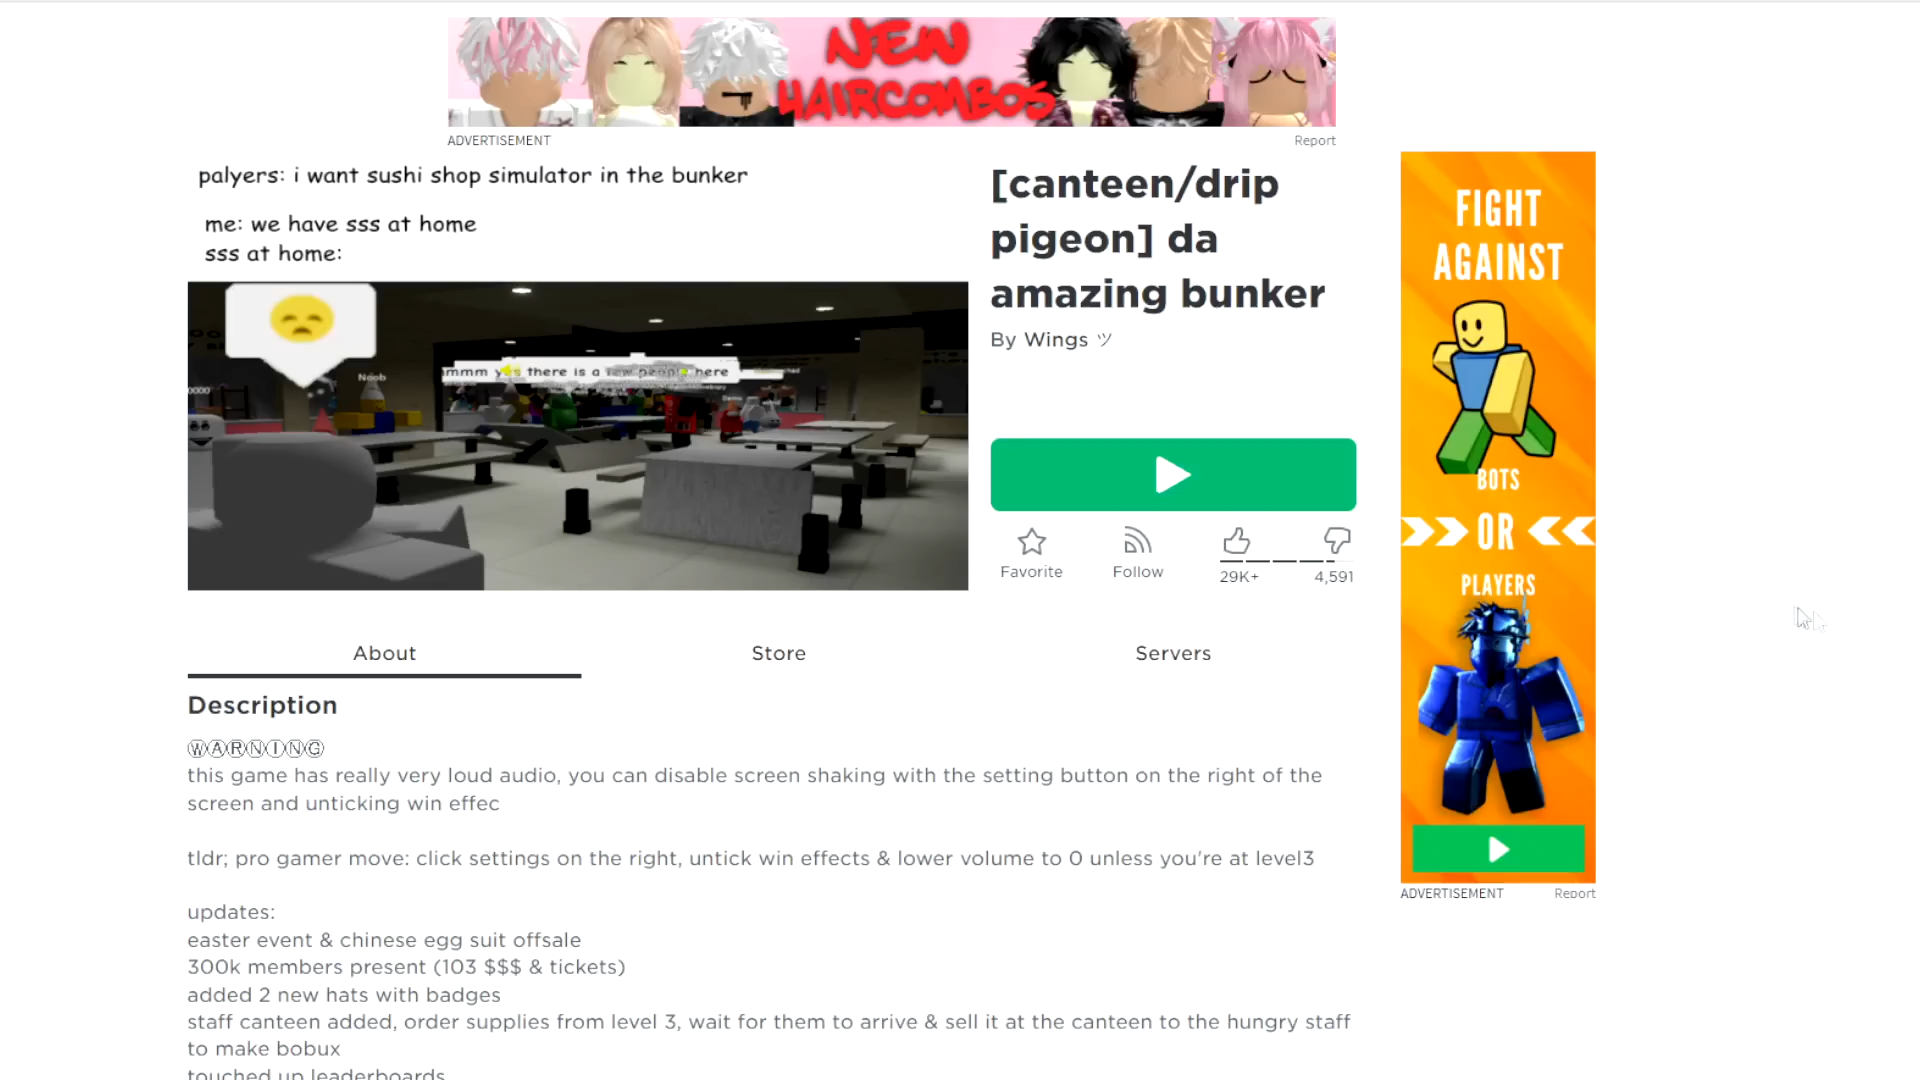 NEW
HAIRCOMBOS
ADVERTISEMENT
Report
palyers: i want sushi shop simulator in the bunker
me: we have sss at home
sss at home:
Noob
there is a few people here
[canteen/drip
pigeon] da
amazing bunker
By Wings ツ
Favorite
Follow
29K+
4,591
FIGHT
AGAINST
BOTS
OR
PLAYERS
ADVERTISEMENT
Report
About
Store
Servers
Description
ⓌⒶⓇⓃⒾⓃⒼ
this game has really very loud audio, you can disable screen shaking with the setting button on the right of the
screen and unticking win effec
tldr; pro gamer move: click settings on the right, untick win effects & lower volume to 0 unless you're at level3
updates:
easter event & chinese egg suit offsale
300k members present (103 $$$ & tickets)
added 2 new hats with badges
staff canteen added, order supplies from level 3, wait for them to arrive & sell it at the canteen to the hungry staff
to make bobux
touched up leaderboards